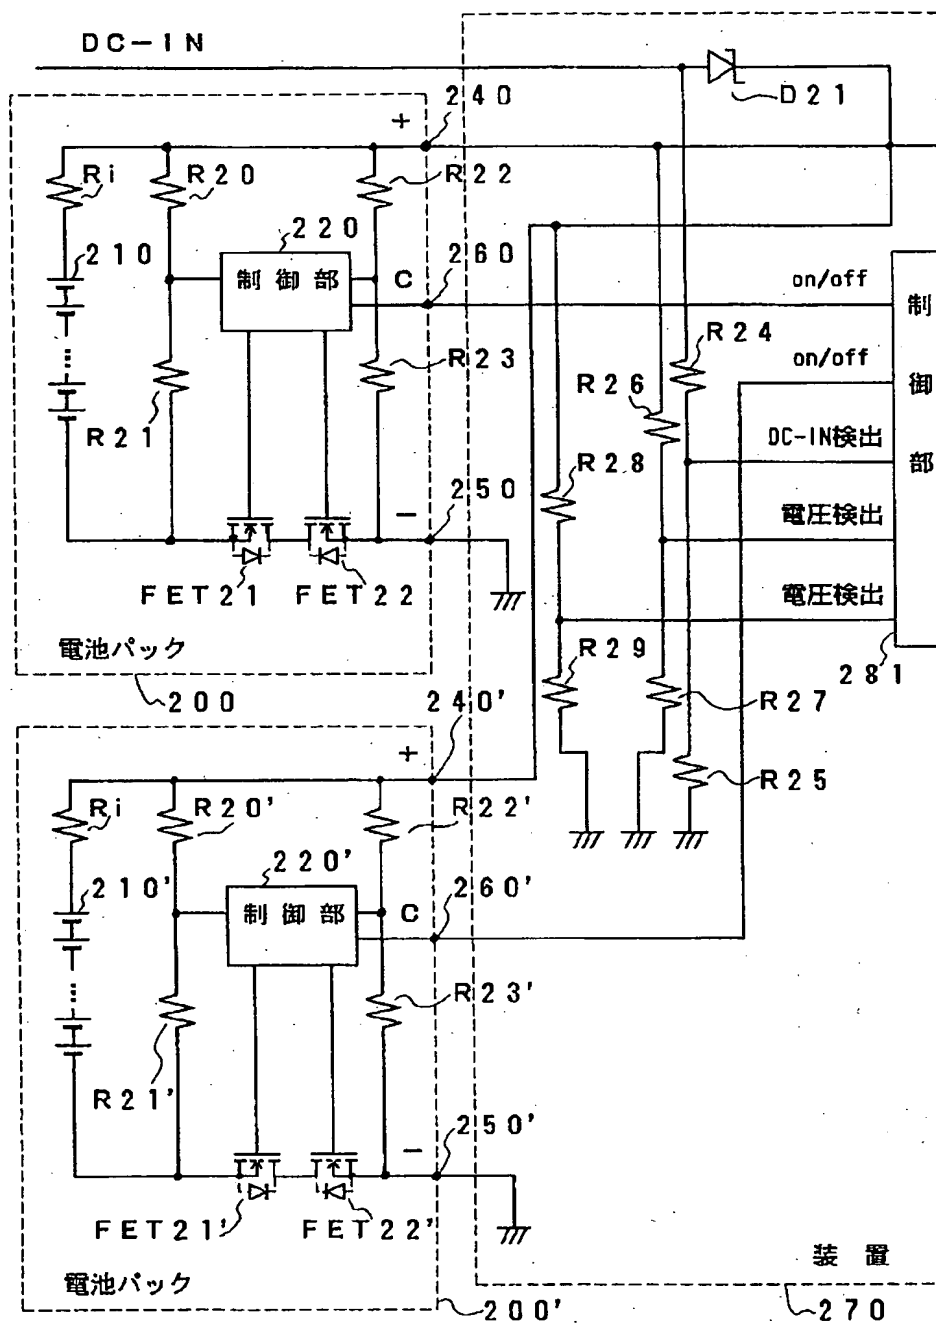 DC-IN
D21
+
240
Ri
R20
R22
220
210
制御部
C
260
on/off
制御部
R24
on/off
R23
R26
R21
DC-IN検出
R28
250
−
電圧検出
FET21
FET22
電圧検出
電池パック
R29
281
200
240'
R27
+
R25
Ri
R20'
R22'
220'
210'
260'
制御部
C
R23'
R21'
250'
−
FET21'
FET22'
装置
電池パック
200'
270